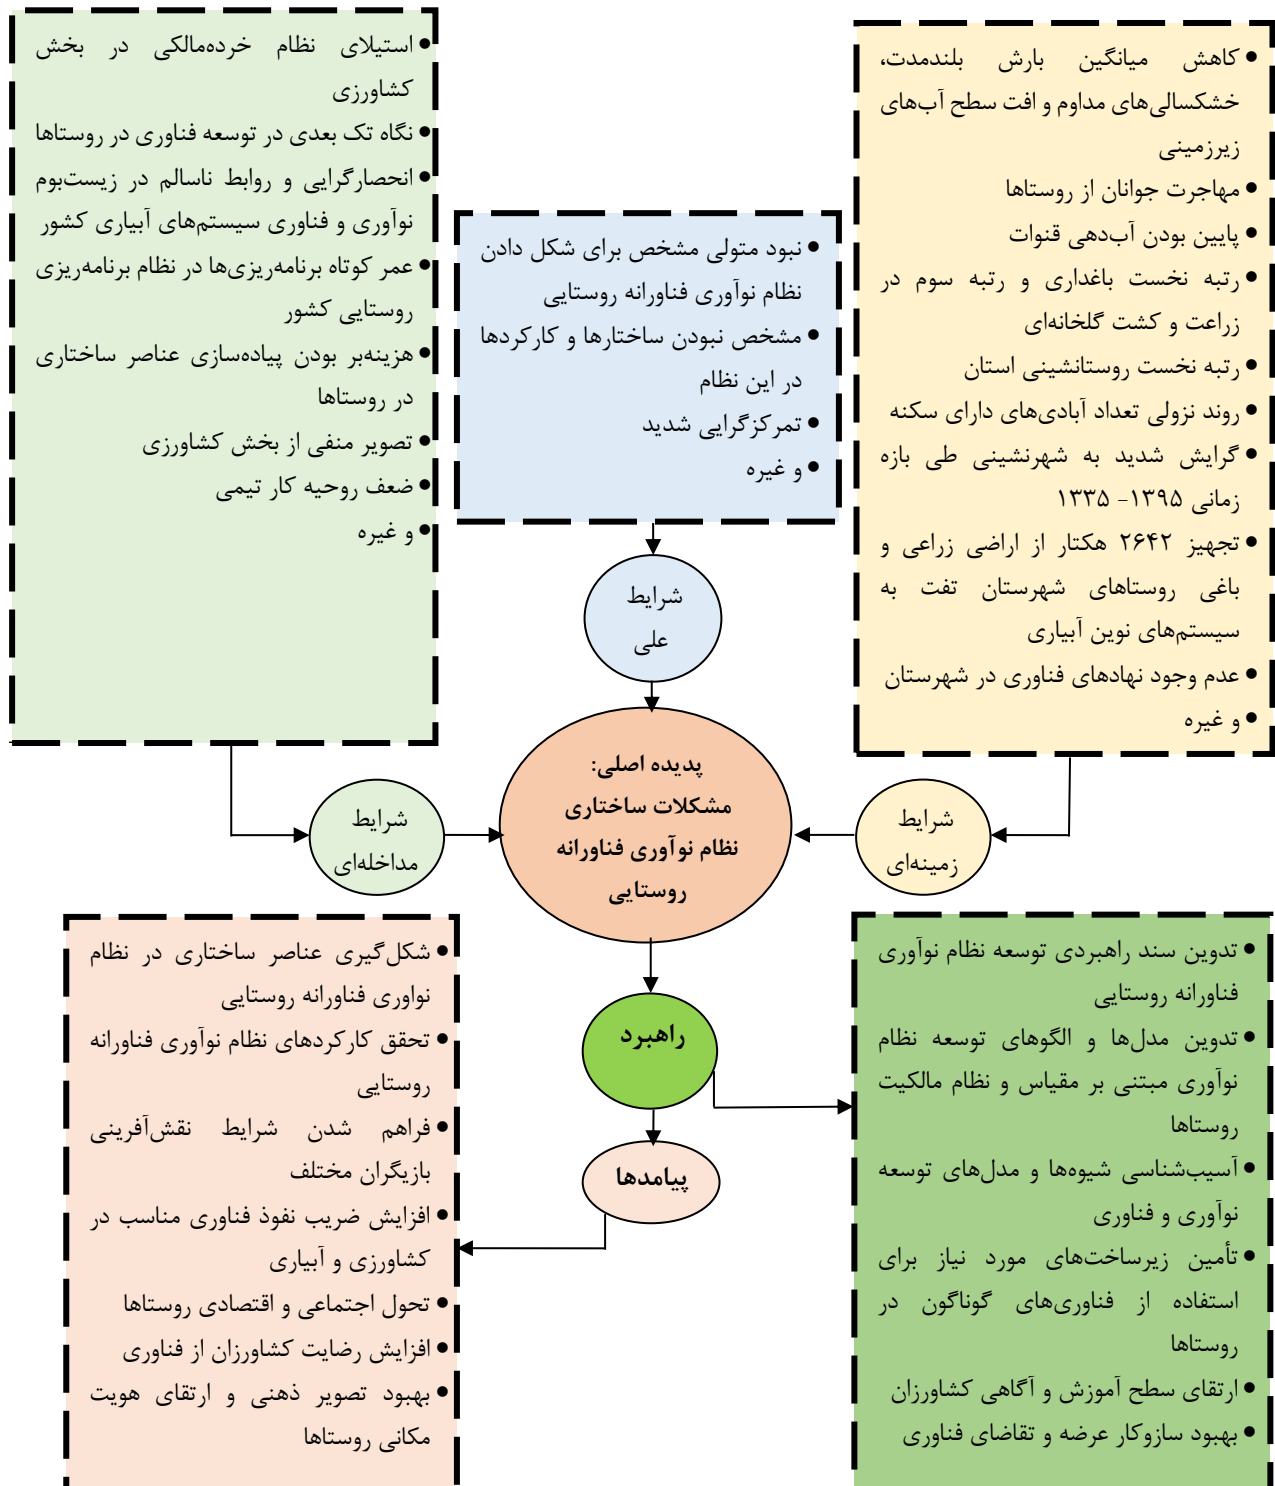 ● کاهش میانگین بارش بلندمدت،
خشکسالی‌های مداوم و افت سطح آب‌های
زیرزمینی
● مهاجرت جوانان از روستاها
● پایین بودن آب‌دهی قنوات
● رتبه نخست باغداری و رتبه سوم در
زراعت و کشت گلخانه‌ای
● رتبه نخست روستانشینی استان
● روند نزولی تعداد آبادی‌های دارای سکنه
● گرایش شدید به شهرنشینی طی بازه
زمانی ۱۳۹۵- ۱۳۳۵
● تجهیز ۲۶۴۲ هکتار از اراضی زراعی و
باغی روستاهای شهرستان تفت به
سیستم‌های نوین آبیاری
● عدم وجود نهادهای فناوری در شهرستان
● و غیره
● نبود متولی مشخص برای شکل دادن
نظام نوآوری فناورانه روستایی
● مشخص نبودن ساختارها و کارکردها
در این نظام
● تمرکزگرایی شدید
● و غیره
● استیلای نظام خرده‌مالکی در بخش
کشاورزی
● نگاه تک بعدی در توسعه فناوری در روستاها
● انحصارگرایی و روابط ناسالم در زیست‌بوم
نوآوری و فناوری سیستم‌های آبیاری کشور
● عمر کوتاه برنامه‌ریزی‌ها در نظام برنامه‌ریزی
روستایی کشور
● هزینه‌بر بودن پیاده‌سازی عناصر ساختاری
در روستاها
● تصویر منفی از بخش کشاورزی
● ضعف روحیه کار تیمی
● و غیره
شرایط
علی
شرایط
زمینه‌ای
پدیده اصلی:
مشکلات ساختاری
نظام نوآوری فناورانه
روستایی
شرایط
مداخله‌ای
راهبرد
پیامدها
● تدوین سند راهبردی توسعه نظام نوآوری
فناورانه روستایی
● تدوین مدل‌ها و الگوهای توسعه نظام
نوآوری مبتنی بر مقیاس و نظام مالکیت
روستاها
● آسیب‌شناسی شیوه‌ها و مدل‌های توسعه
نوآوری و فناوری
● تأمین زیرساخت‌های مورد نیاز برای
استفاده از فناوری‌های گوناگون در
روستاها
● ارتقای سطح آموزش و آگاهی کشاورزان
● بهبود سازوکار عرضه و تقاضای فناوری
● شکل‌گیری عناصر ساختاری در نظام
نواوری فناورانه روستایی
● تحقق کارکردهای نظام نوآوری فناورانه
روستایی
● فراهم شدن شرایط نقش‌آفرینی
بازیگران مختلف
● افزایش ضریب نفوذ فناوری مناسب در
کشاورزی و آبیاری
● تحول اجتماعی و اقتصادی روستاها
● افزایش رضایت کشاورزان از فناوری
● بهبود تصویر ذهنی و ارتقای هویت
مکانی روستاها